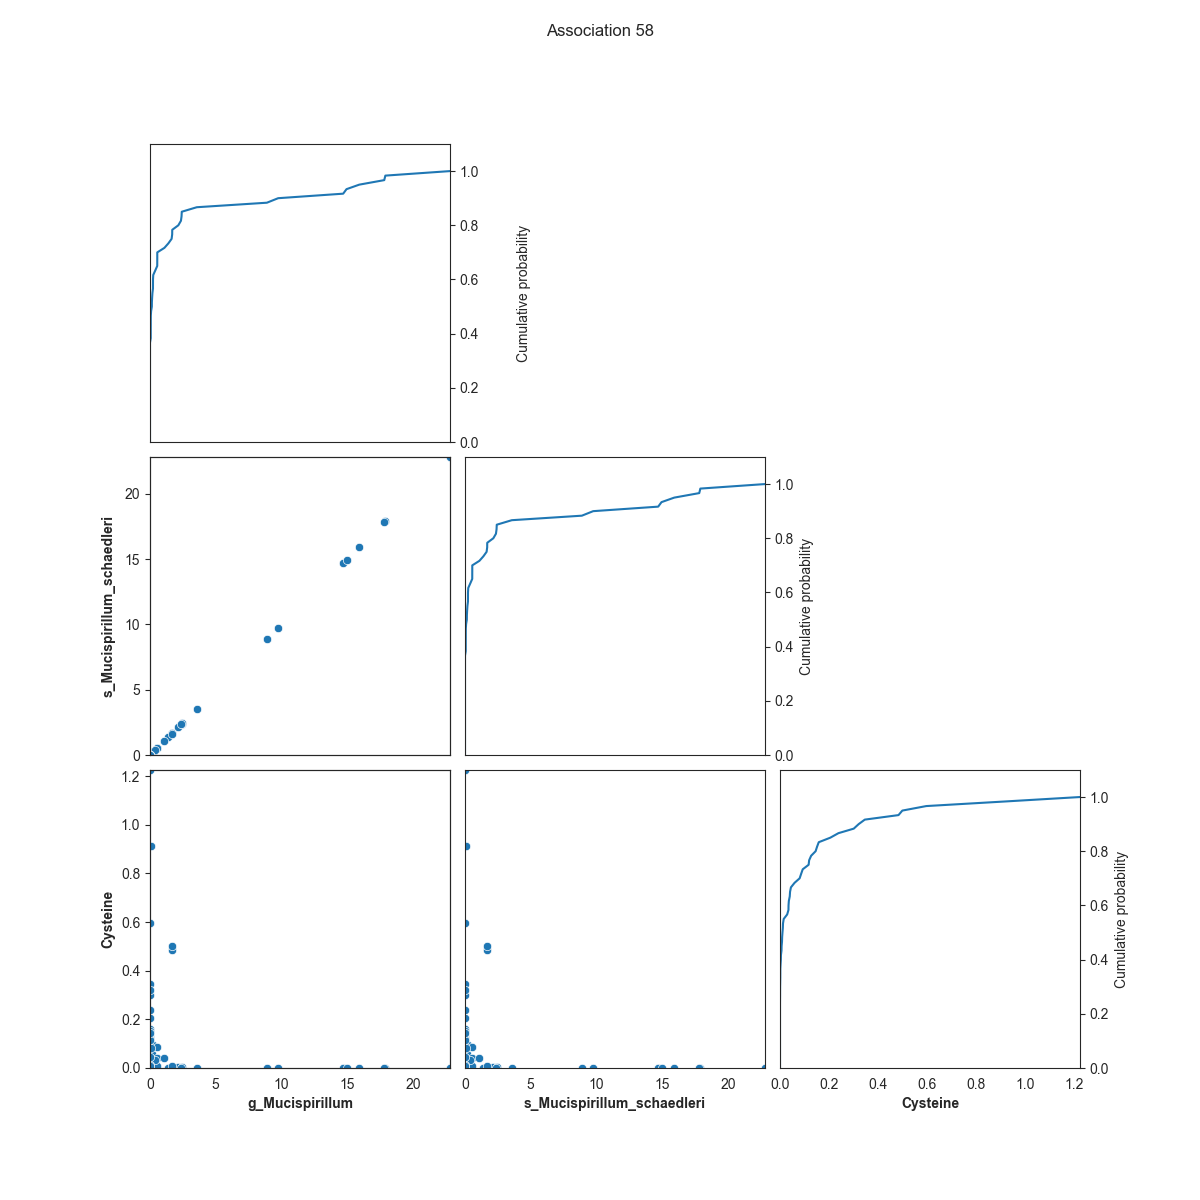 Association 58
1.0
0.8
0.6
0.4
0.2
0.0
Cumulative probability
20
15
10
5
0
s_Mucispirillum_schaedleri
1.0
0.8
0.6
0.4
0.2
0.0
Cumulative probability
1.2
1.0
0.8
0.6
0.4
0.2
0.0
Cysteine
1.0
0.8
0.6
0.4
0.2
0.0
Cumulative probability
0 5 10 15 20
g_Mucispirillum
0 5 10 15 20
s_Mucispirillum_schaedleri
0.0 0.2 0.4 0.6 0.8 1.0 1.2
Cysteine